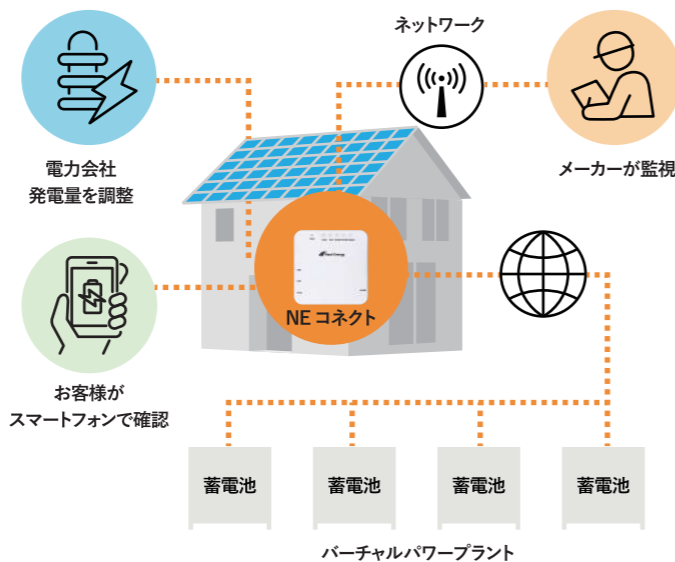 ネットワーク
電力会社
発電量を調整
メーカーが監視
NE コネクト
お客様が
スマートフォンで確認
蓄電池
蓄電池
蓄電池
蓄電池
バーチャルパワープラント